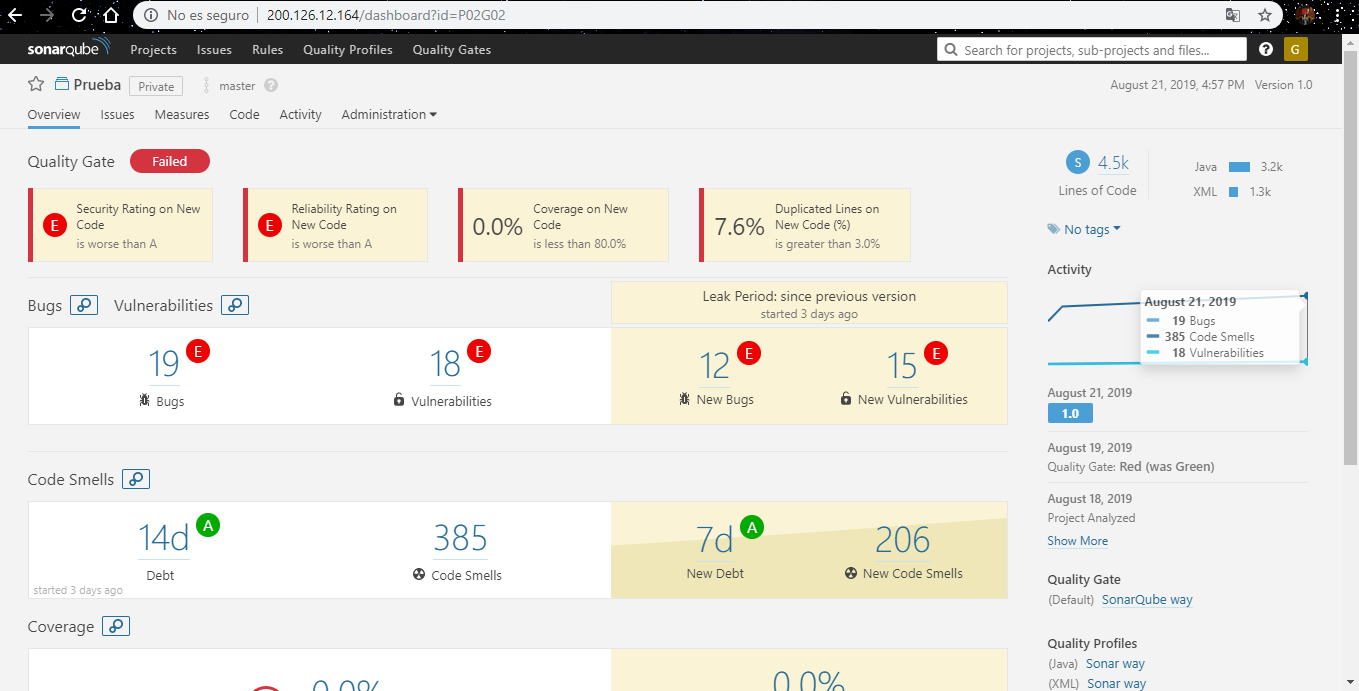 No es seguro 200.126.12.164/dashboard?id=P02G02
sonarqube Projects Issues Rules Quality Profiles Quality Gates Search for projects, sub-projects and files... ? G
Prueba Private master ? August 21, 2019, 4:57 PM Version 1.0
Overview Issues Measures Code Activity Administration
Quality Gate Failed
E Security Rating on New Code
is worse than A
E Reliability Rating on New Code
is worse than A
0.0% Coverage on New Code
is less than 80.0%
7.6% Duplicated Lines on New Code (%)
is greater than 3.0%
Bugs Vulnerabilities
Leak Period: since previous version
started 3 days ago
19 E
Bugs
18 E
Vulnerabilities
12 E
New Bugs
15 E
New Vulnerabilities
Code Smells
14d A
Debt
385
Code Smells
started 3 days ago
7d A
New Debt
206
New Code Smells
Coverage
0.0%
0.0%
S 4.5k
Lines of Code
Java 3.2k
XML 1.3k
No tags
Activity
August 21, 2019
19 Bugs
385 Code Smells
18 Vulnerabilities
August 21, 2019
1.0
August 19, 2019
Quality Gate: Red (was Green)
August 18, 2019
Project Analyzed
Show More
Quality Gate
(Default) SonarQube way
Quality Profiles
(Java) Sonar way
(XML) Sonar way